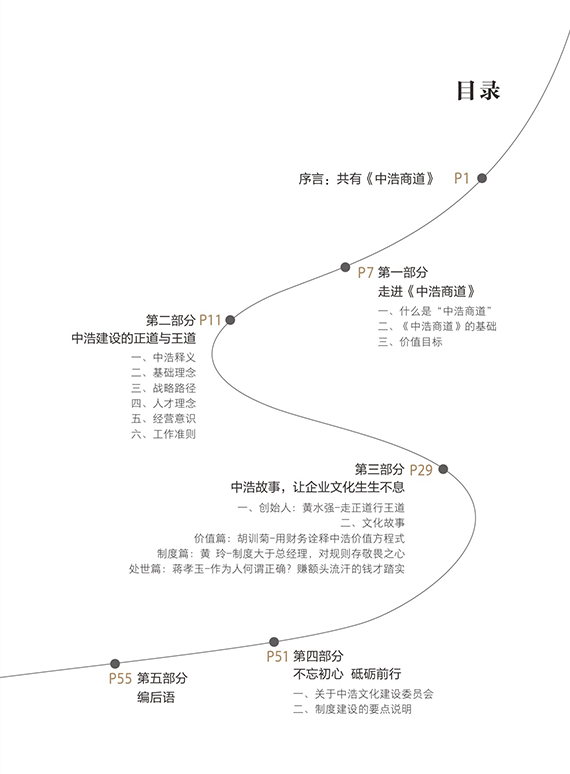 目录
序言：共有《中浩商道》 P1
P7 第一部分
走进《中浩商道》
一、什么是“中浩商道”
二、《中浩商道》的基础
三、价值目标
第二部分 P11
中浩建设的正道与王道
一、中浩释义
二、基础理念
三、战略路径
四、人才理念
五、经营意识
六、工作准则
第三部分 P29
中浩故事，让企业文化生生不息
一、创始人：黄水强-走正道行王道
二、文化故事
价值篇：胡训菊-用财务诠释中浩价值方程式
制度篇：黄 玲-制度大于总经理，对规则存敬畏之心
处世篇：蒋孝玉-作为人何谓正确？赚额头流汗的钱才踏实
P51 第四部分
不忘初心 砥砺前行
一、关于中浩文化建设委员会
二、制度建设的要点说明
P55 第五部分
编后语